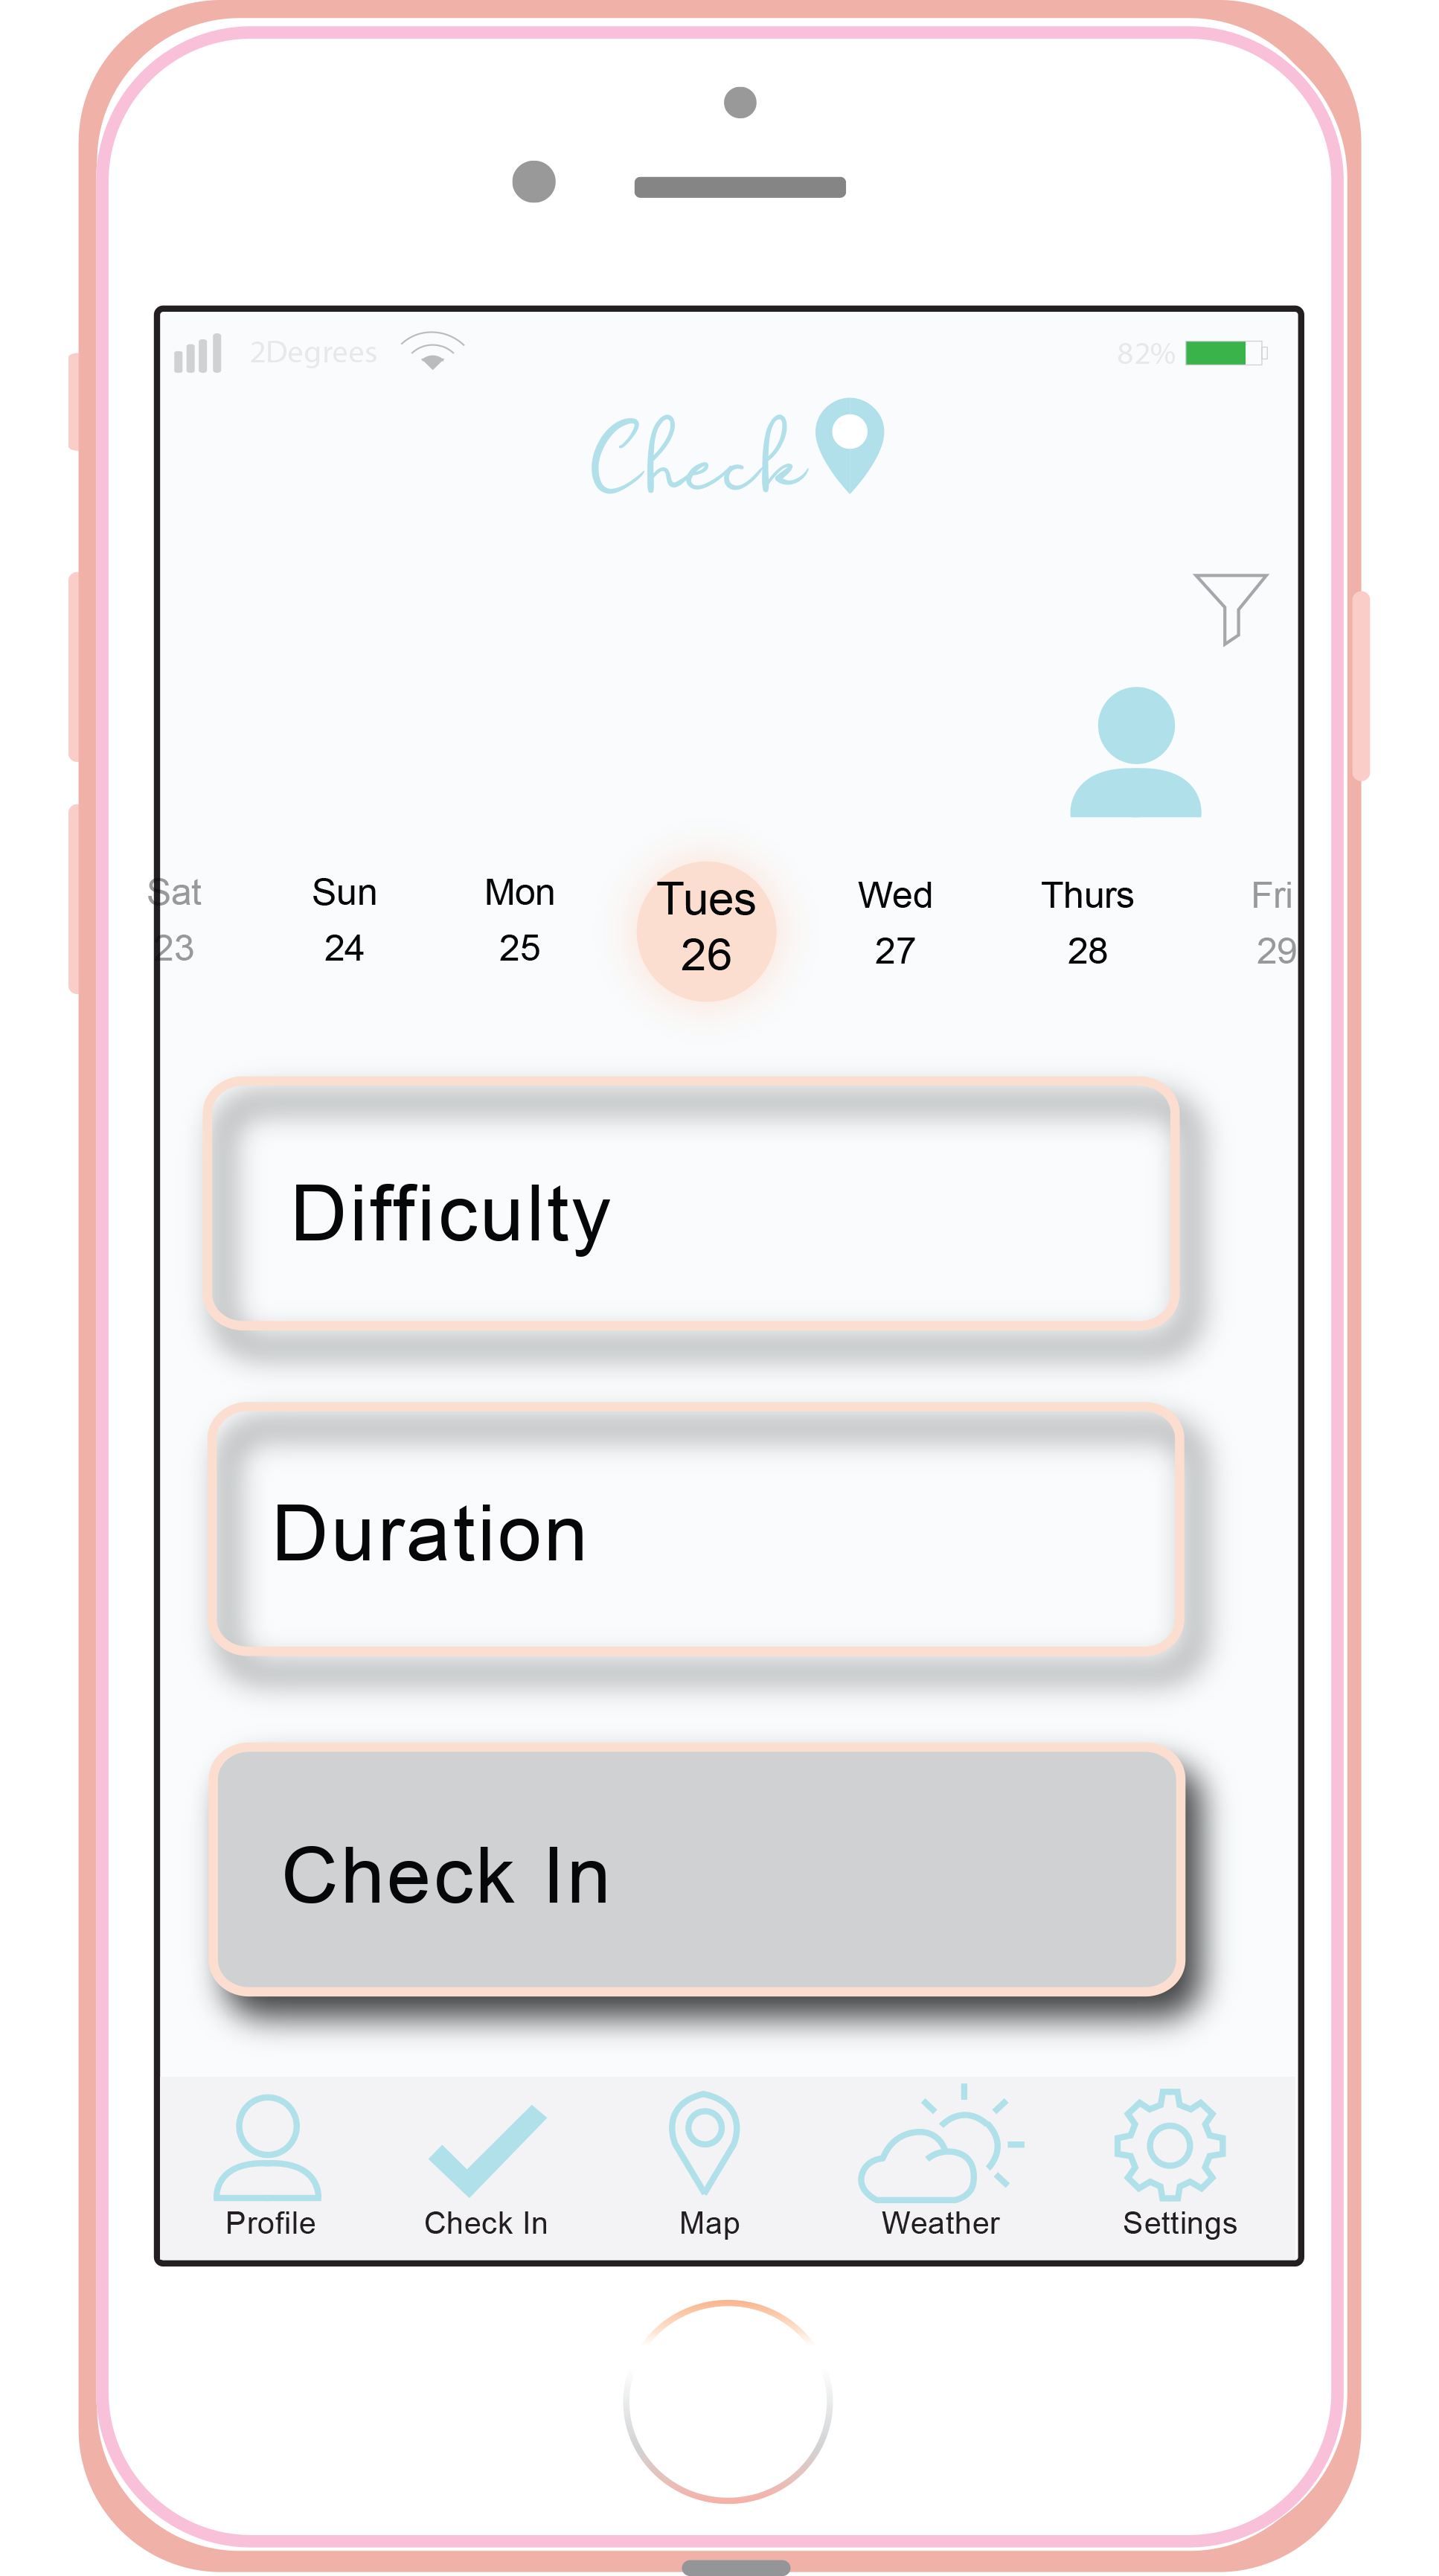 2Degrees 82%
Check
Sat Sun Mon Tues Wed Thurs Fri
23 24 25 26 27 28 29
Difficulty
Duration
Check In
Profile Check In Map Weather Settings